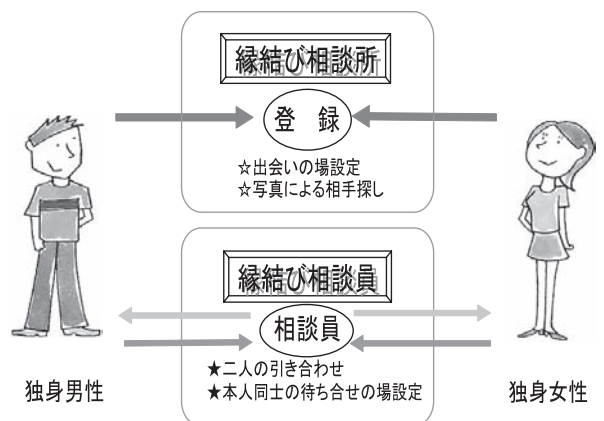 縁結び相談所
登 録
☆出会いの場設定
☆写真による相手探し
縁結び相談員
相談員
★二人の引き合わせ
★本人同士の待ち合せの場設定
独身男性
独身女性